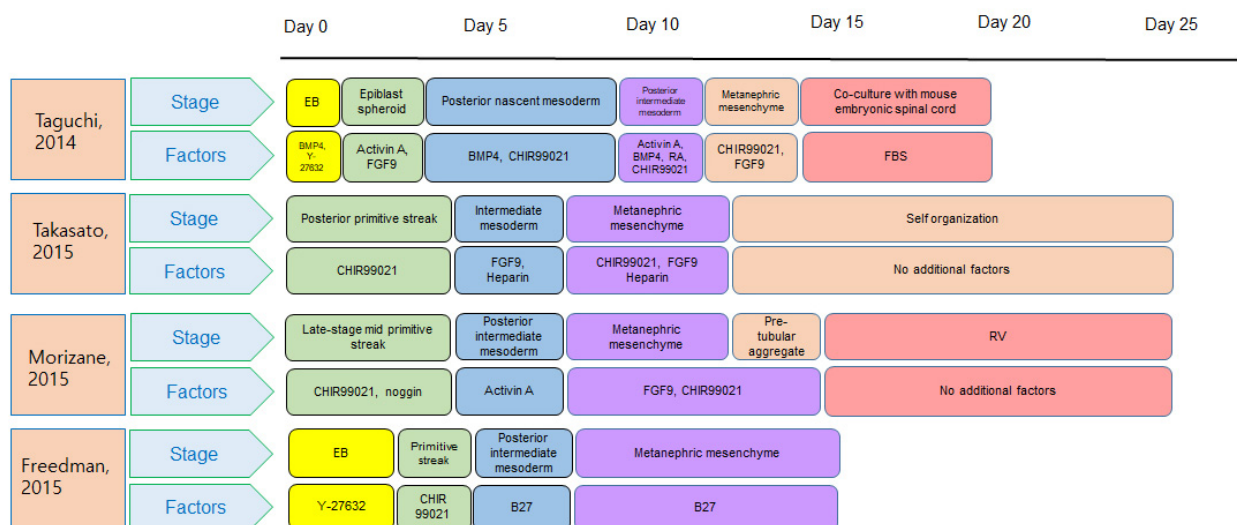 Day 0 Day 5 Day 10 Day 15 Day 20 Day 25
Taguchi,
2014
Stage
EB
Epiblast
spheroid
Posterior nascent mesoderm
Posterior
intermediate
mesoderm
Metanephric
mesenchyme
Co-culture with mouse
embryonic spinal cord
Factors
BMP4,
Y-
27632
Activin A,
FGF9
BMP4, CHIR99021
Activin A,
BMP4, RA,
CHIR99021
CHIR99021,
FGF9
FBS
Takasato,
2015
Stage
Posterior primitive streak
Intermediate
mesoderm
Metanephric
mesenchyme
Self organization
Factors
CHIR99021
FGF9,
Heparin
CHIR99021, FGF9
Heparin
No additional factors
Morizane,
2015
Stage
Late-stage mid primitive
streak
Posterior
intermediate
mesoderm
Metanephric
mesenchyme
Pre-
tubular
aggregate
RV
Factors
CHIR99021, noggin
Activin A
FGF9, CHIR99021
No additional factors
Freedman,
2015
Stage
EB
Primitive
streak
Posterior
intermediate
mesoderm
Metanephric mesenchyme
Factors
Y-27632
CHIR
99021
B27
B27